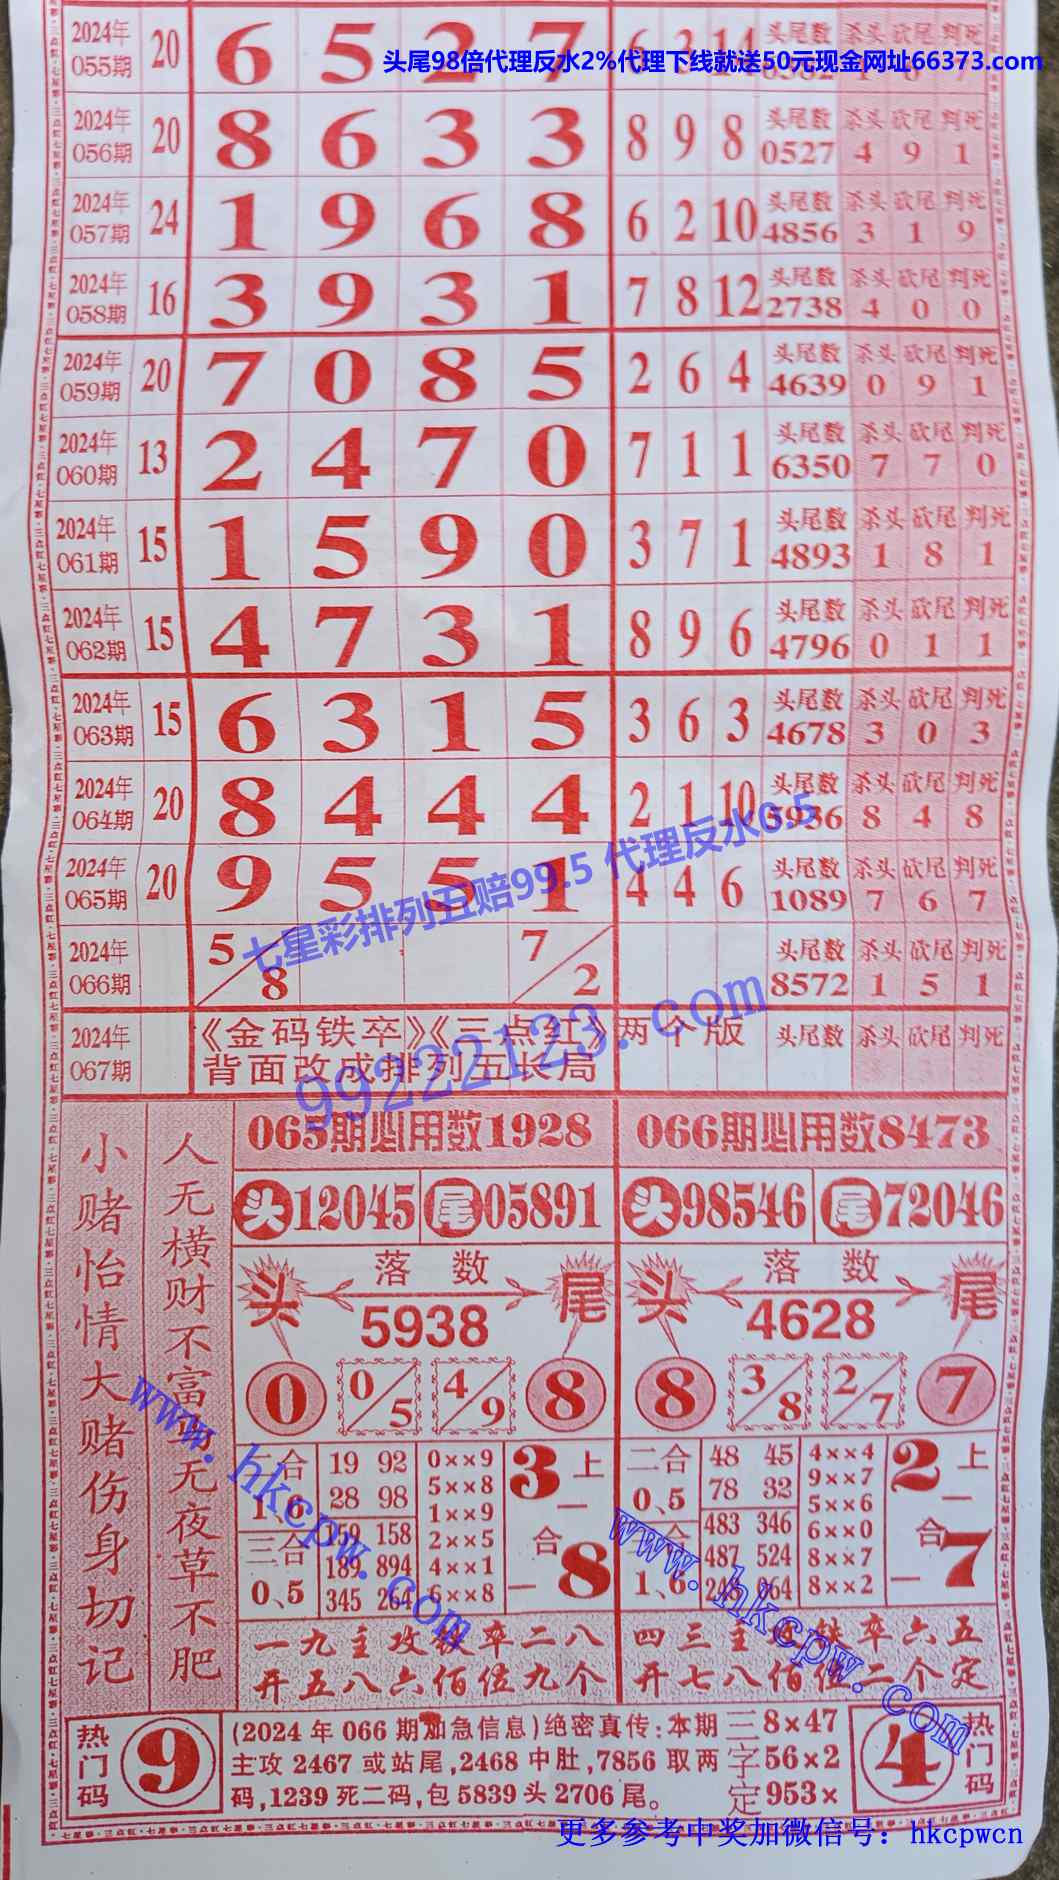 头尾98倍代理反水2%代理下线就送50元现金网址66373.com
2024年 055期 20 6 5 2 7 6 3 14 头尾数 杀头 砍尾 判死
2024年 056期 20 8 6 3 3 8 9 8 头尾数 0527 杀头 4 砍尾 9 判死 1
2024年 057期 24 1 9 6 8 6 2 10 头尾数 4856 杀头 3 砍尾 1 判死 9
2024年 058期 16 3 9 3 1 7 8 12 头尾数 2738 杀头 4 砍尾 0 判死 0
2024年 059期 20 7 0 8 5 2 6 4 头尾数 4639 杀头 0 砍尾 9 判死 1
2024年 060期 13 2 4 7 0 7 1 1 头尾数 6350 杀头 7 砍尾 7 判死 0
2024年 061期 15 1 5 9 0 3 7 1 头尾数 4893 杀头 1 砍尾 8 判死 1
2024年 062期 15 4 7 3 1 8 9 6 头尾数 4796 杀头 0 砍尾 1 判死 1
2024年 063期 15 6 3 1 5 3 6 3 头尾数 4678 杀头 3 砍尾 0 判死 3
2024年 064期 20 8 4 4 4 2 1 10 头尾数 5936 杀头 8 砍尾 4 判死 8
2024年 065期 20 9 5 5 1 4 4 6 头尾数 1089 杀头 7 砍尾 6 判死 7
2024年 066期 5/8 7/2 头尾数 8572 杀头 1 砍尾 5 判死 1
2024年 067期 《金码铁卒》《三点红》两个版 头尾数 杀头 砍尾 判死
背面改成排列五长局
七星彩排列五赔99.5 代理反水0.5
99222123.com
小赌怡情大赌伤身切记
人无横财不富马无夜草不肥
065期必用数1928
头12045 尾05891
头 落数 尾
5938
0 0/5 4/9 8
二合 1、6
19 92
28 98
三合 0、5
159 158
189 894
345 264
0××9
5××8
1××9
2××5
4××1
6××8
3 上
一 合 一
8
一九主攻铁卒二八
开五八六佰位九个
066期必用数8473
头98546 尾72046
头 落数 尾
4628
8 3/8 2/7 7
二合 0、5
48 45
78 32
三合 1、6
483 346
487 524
248 064
4××4
9××7
5××6
6××0
8××7
8××2
2 上
一 合 一
7
四三主攻铁卒六五
开七八佰位二个定
热门码 9
(2024年066期加急信息)绝密真传:本期
主攻2467或站尾,2468中肚,7856取两
码,1239死二码,包5839头2706尾。
三字定
8×47
56×2
953×
4 热门码
www.hkcpw.com
www.hkcpw.com
更多参考中奖加微信号：hkcpwcn